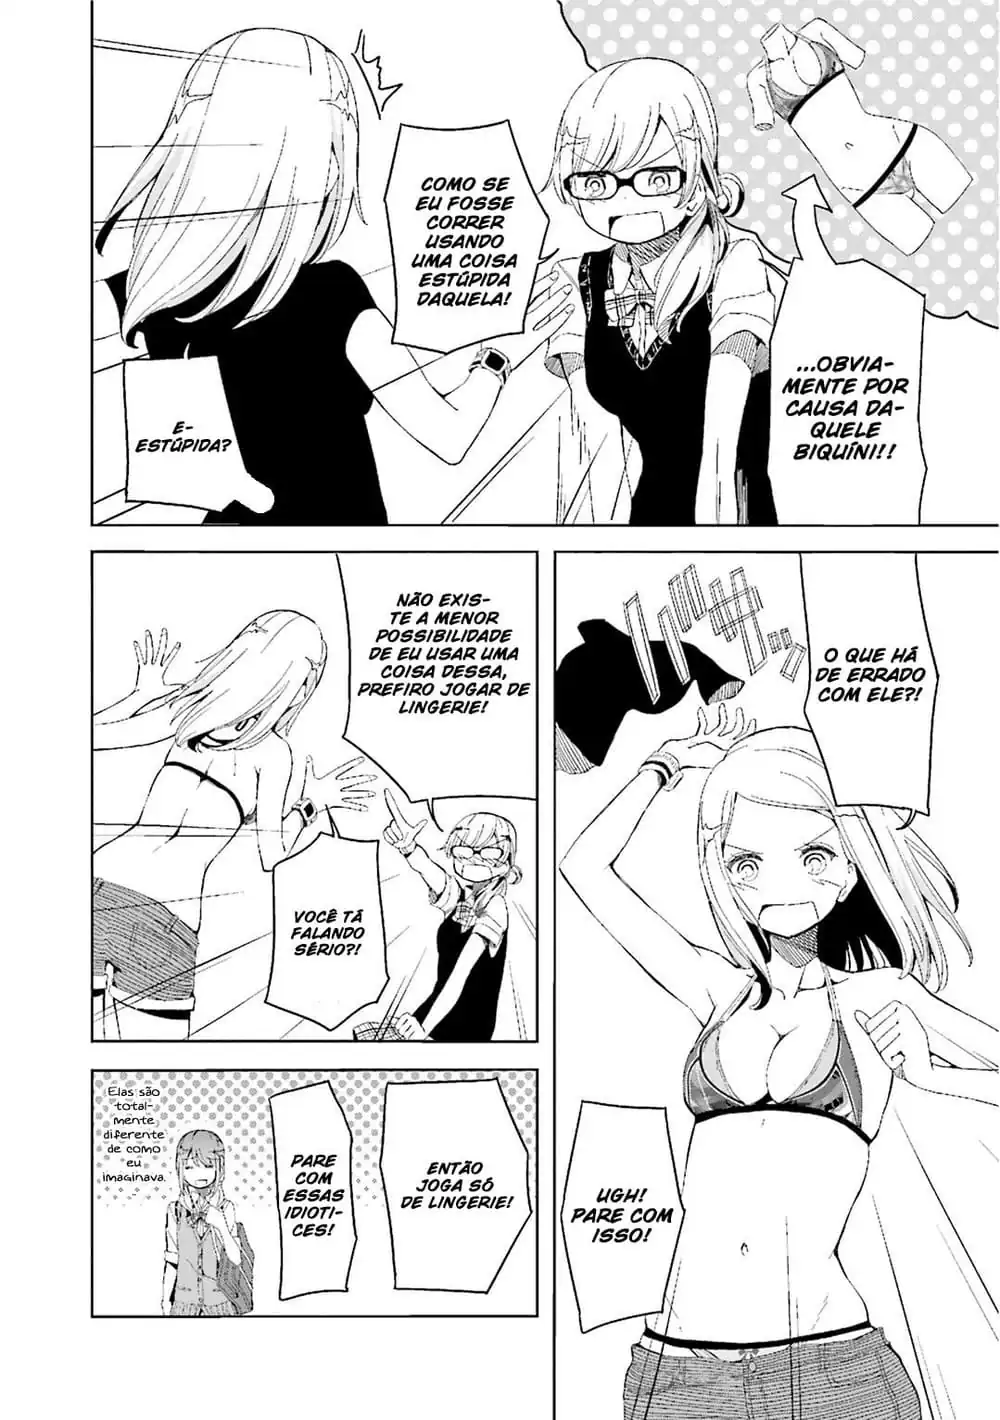 ...OBVIA-
MENTE POR
CAUSA DA-
QUELE
BIQUÍNI!!
COMO SE
EU FOSSE
CORRER
USANDO
UMA COISA
ESTÚPIDA
DAQUELA!
E-
ESTÚPIDA?
O QUE HÁ
DE ERRADO
COM ELE?!
UGH!
PARE COM
ISSO!
NÃO EXIS-
TE A MENOR
POSSIBILIDADE
DE EU USAR UMA
COISA DESSA,
PREFIRO JOGAR DE
LINGERIE!
VOCÊ TÁ
FALANDO
SÉRIO?!
ENTÃO
JOGA SÓ
DE LINGERIE!
PARE
COM
ESSAS
IDIOTI-
CES!
Elas são
total-
mente
diferente
de como
eu
imaginava.
..